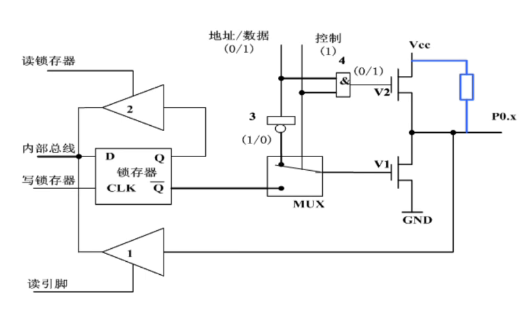 地址/数据
(0/1)
控制
(1)
4
Vcc
读锁存器
&
(0/1)
V2
2
3
P0.x
(1/0)
内部总线
D
Q
锁存器
V1
写锁存器
CLK
Q
MUX
GND
1
读引脚